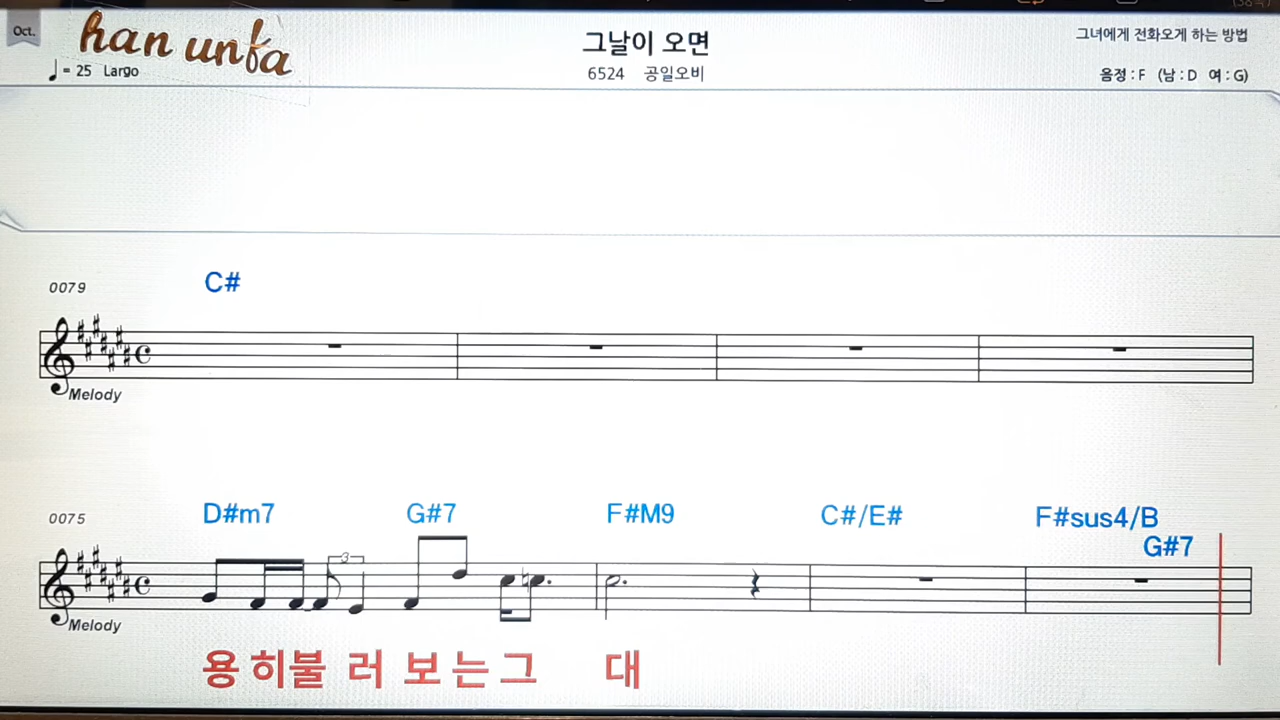 Oct.
han unfa
그날이 오면
그녀에게 전화오게 하는 방법
♩ = 25 Largo
6524 공일오비
음정 : F (남 : D 여 : G)
0079
C#
Melody
0075
D#m7 G#7 F#M9 C#/E# F#sus4/B
G#7
3
Melody
용히불 러 보는그 대